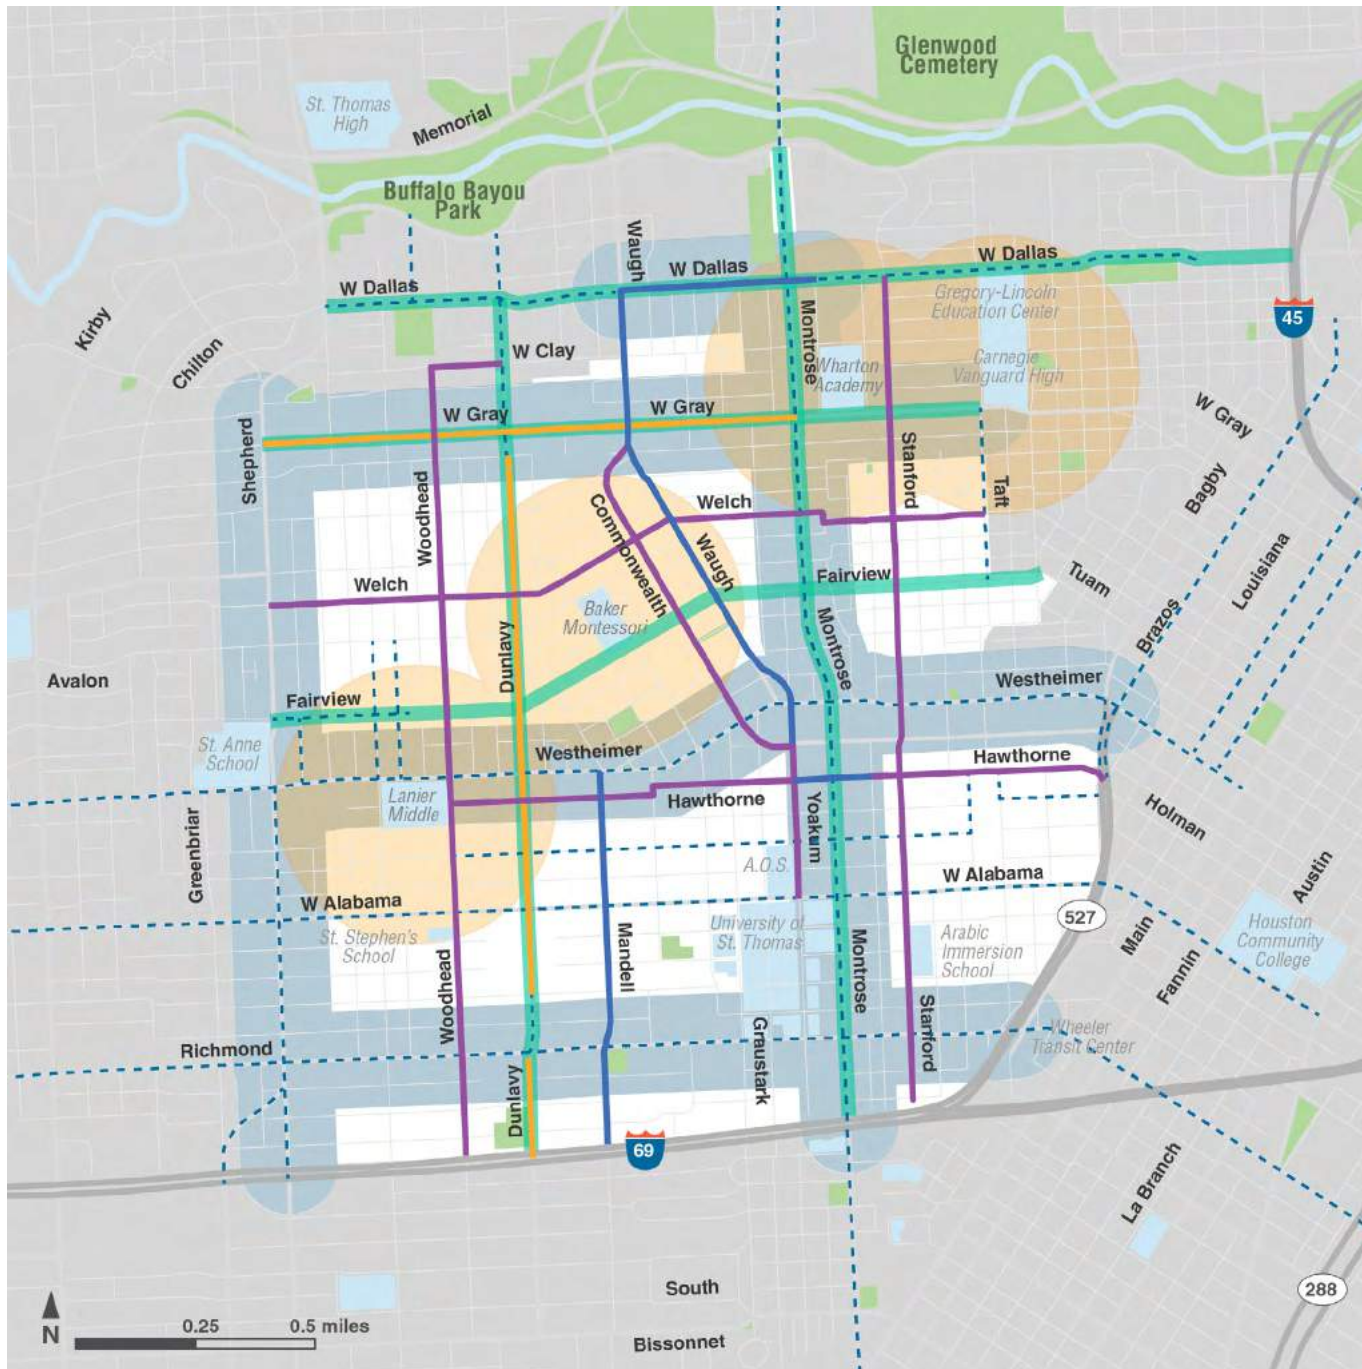 Glenwood
Cemetery
St. Thomas
High
Memorial
Buffalo Bayou
Park
Waugh
W Dallas
W Dallas
W Dallas
Gregory-Lincoln
Education Center
45
Kirby
Chilton
Montrose
W Clay
Wharton
Academy
Carnegie
Vanguard High
W Gray
W Gray
W Gray
Shepherd
Woodhead
Stanford
Bagby
Taft
Welch
Commonwealth
Waugh
Louisiana
Welch
Fairview
Tuam
Baker
Montessori
Brazos
Dunlavy
Montrose
Avalon
Fairview
Westheimer
St. Anne
School
Westheimer
Hawthorne
Lanier
Middle
Hawthorne
Yoakum
Holman
Greenbriar
A.O.S.
W Alabama
Austin
W Alabama
527
St. Stephen's
School
Mandell
University of
St. Thomas
Montrose
Arabic
Immersion
School
Main
Fannin
Houston
Community
College
Woodhead
Richmond
Graustark
Stanford
Wheeler
Transit Center
Dunlavy
69
La Branch
South
288
N
0.25
0.5 miles
Bissonnet